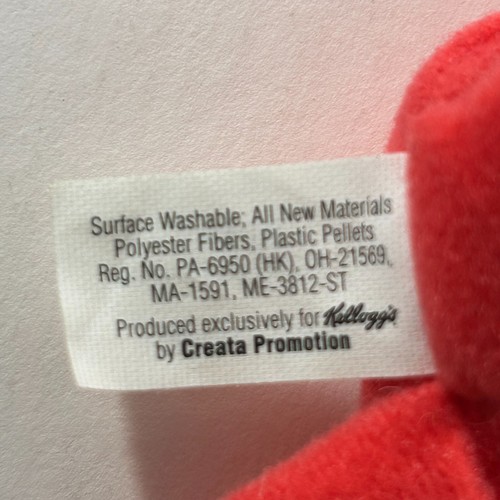 Surface Washable; All New Materials
Polyester Fibers, Plastic Pellets
Reg. No. PA-6950 (HK), OH-21569,
MA-1591, ME-3812-ST
Produced exclusively for Kellogg's
by Creata Promotion